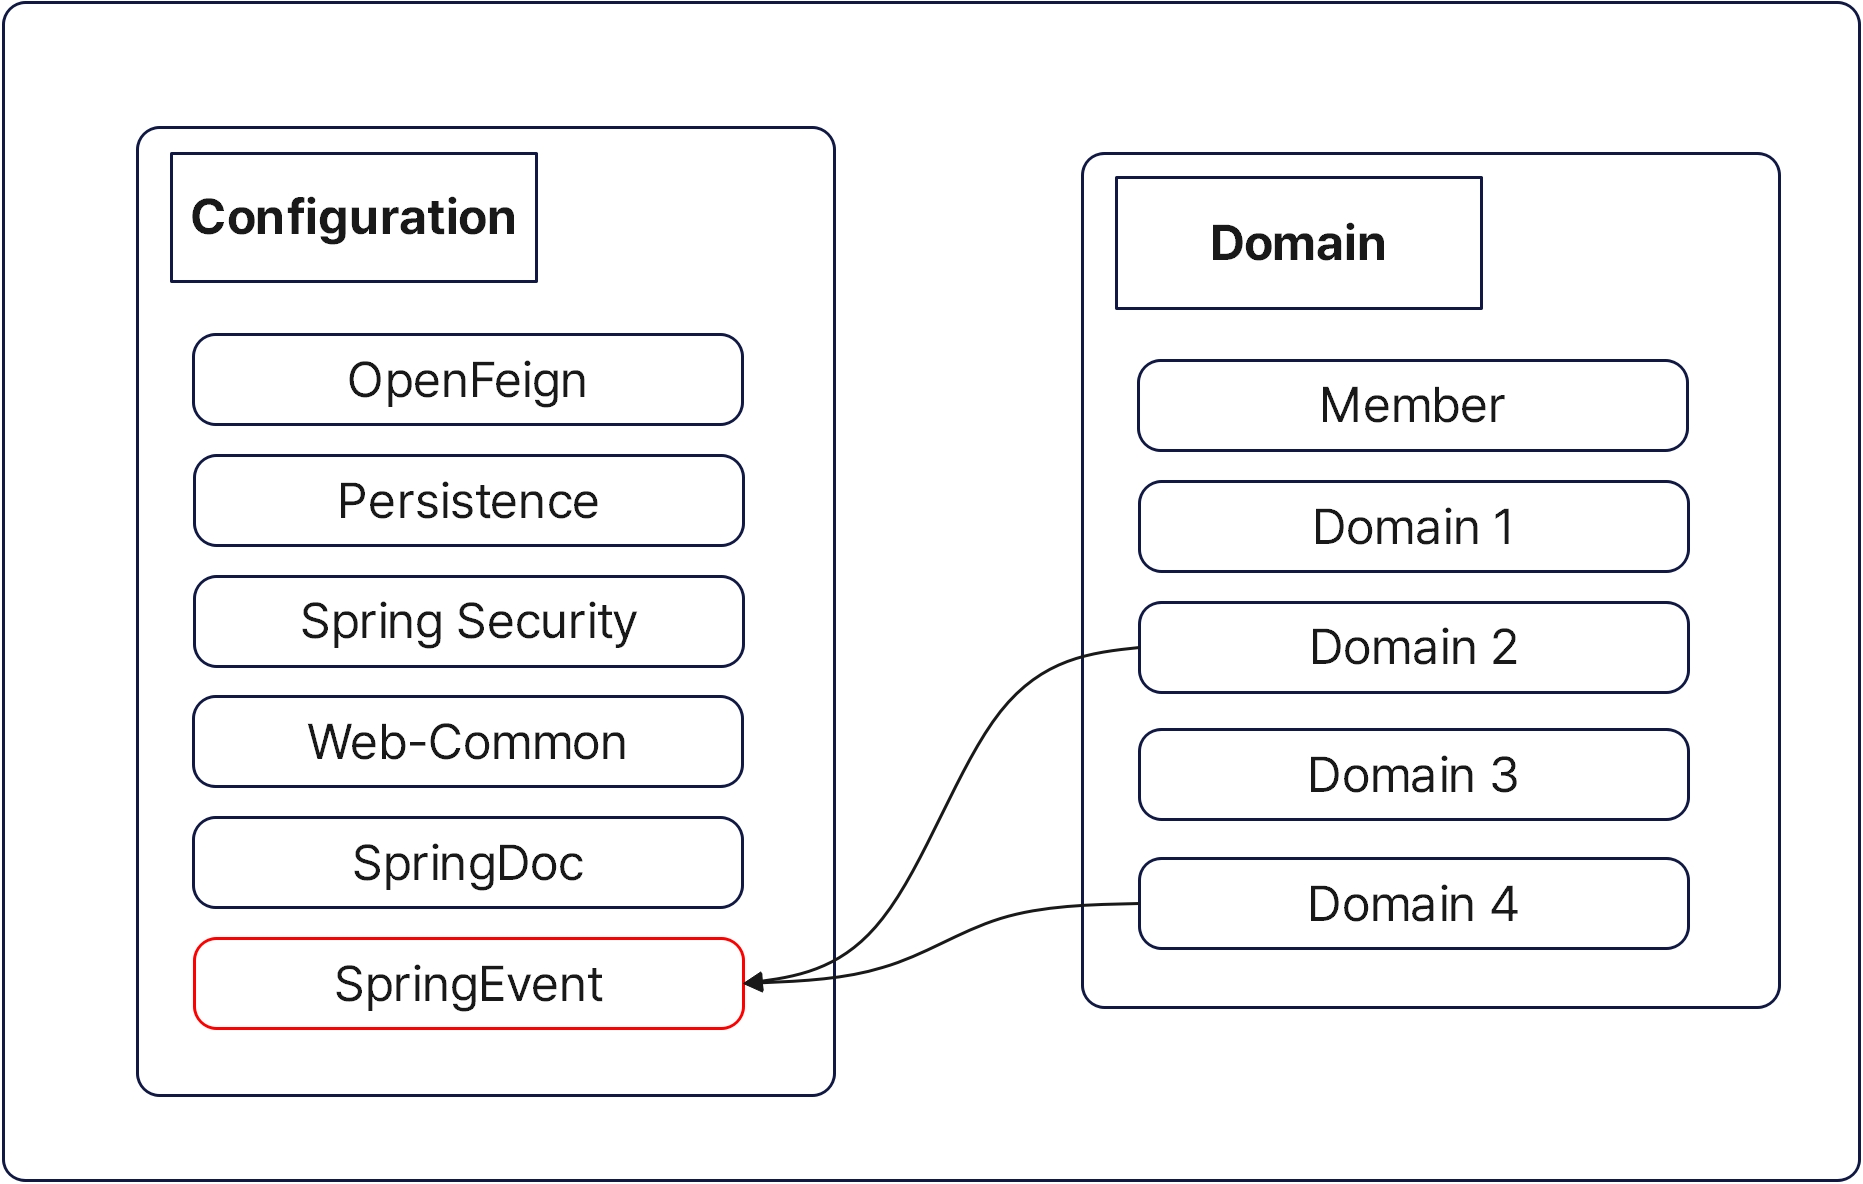 Configuration
OpenFeign
Persistence
Spring Security
Web-Common
SpringDoc
SpringEvent
Domain
Member
Domain 1
Domain 2
Domain 3
Domain 4